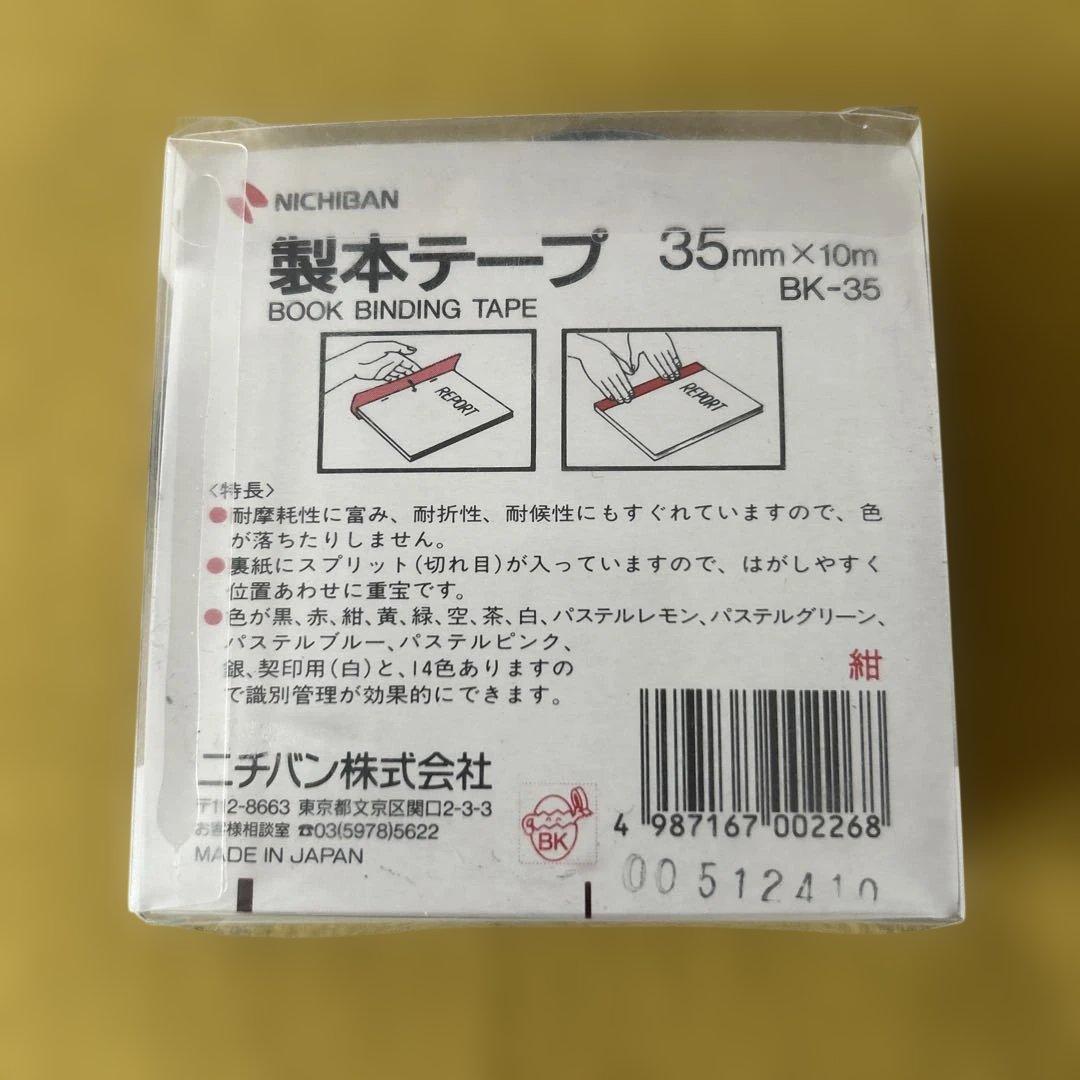 NICHIBAN
製本テープ 35mm×10m
BOOK BINDING TAPE BK-35
REPORT
REPORT
〈特長〉
●耐摩耗性に富み、耐折性、耐候性にもすぐれていますので、色
が落ちたりしません。
●裏紙にスプリット(切れ目)が入っていますので、はがしやすく
位置あわせに重宝です。
●色が黒、赤、紺、黄、緑、空、茶、白、パステルレモン、パステルグリーン、
パステルブルー、パステルピンク、
銀、契印用(白)と、14色ありますの
で識別管理が効果的にできます。
紺
ニチバン株式会社
〒112-8663 東京都文京区関口2-3-3
お客様相談室 ☎03(5978)5622
MADE IN JAPAN
BK
4 987167 002268
00512410